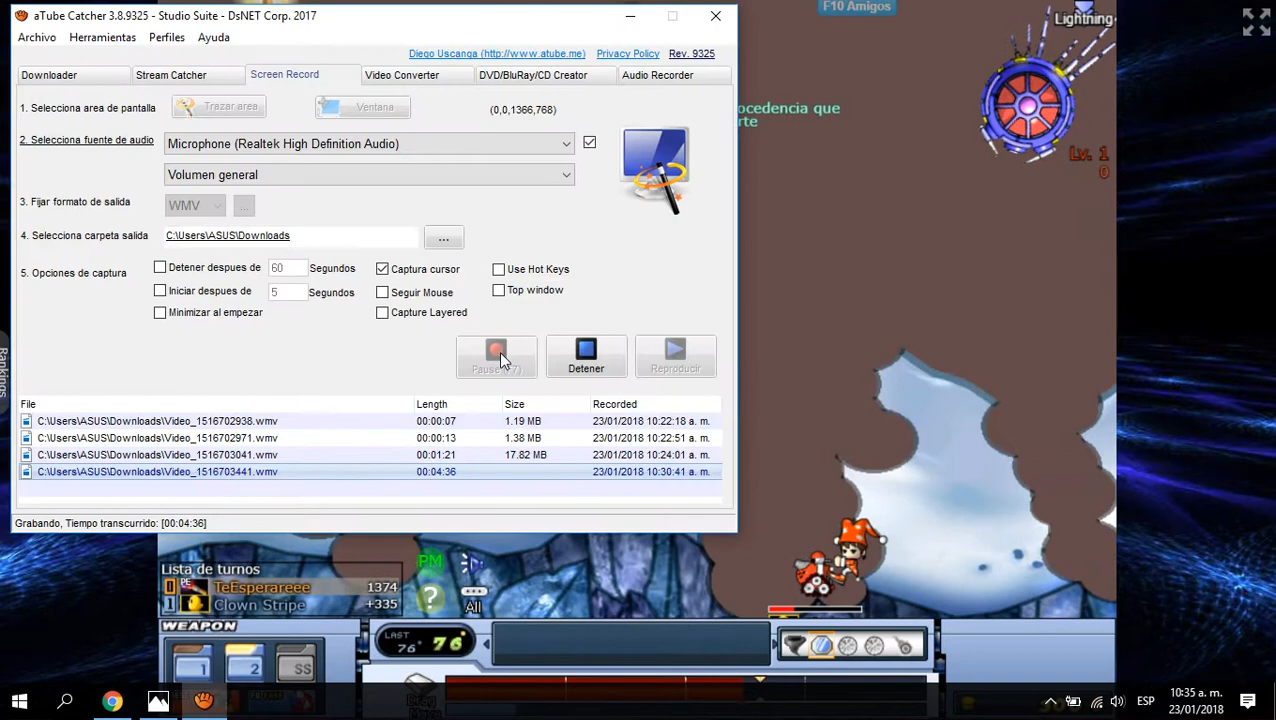 aTube Catcher 3.8.9325 - Studio Suite - DsNET Corp. 2017
F10 Amigos
Lightning
Archivo Herramientas Perfiles Ayuda
Diego Uscanga (http://www.atube.me) Privacy Policy Rev. 9325
Downloader Stream Catcher Screen Record Video Converter DVD/BluRay/CD Creator Audio Recorder
1. Selecciona area de pantalla Trazar area Ventana (0,0,1366,768)
ocedencia que
rte
2. Selecciona fuente de audio Microphone (Realtek High Definition Audio)
Lv. 1
0
Volumen general
3. Fijar formato de salida WMV ...
4. Selecciona carpeta salida C:\Users\ASUS\Downloads ...
5. Opciones de captura Detener despues de 60 Segundos Captura cursor Use Hot Keys
Iniciar despues de 5 Segundos Seguir Mouse Top window
Minimizar al empezar Capture Layered
Detener Reproducir
Rankings
File Length Size Recorded
C:\Users\ASUS\Downloads\Video_1516702938.wmv 00:00:07 1.19 MB 23/01/2018 10:22:18 a. m.
C:\Users\ASUS\Downloads\Video_1516702971.wmv 00:00:13 1.38 MB 23/01/2018 10:22:51 a. m.
C:\Users\ASUS\Downloads\Video_1516703041.wmv 00:01:21 17.82 MB 23/01/2018 10:24:01 a. m.
C:\Users\ASUS\Downloads\Video_1516703441.wmv 00:04:36 23/01/2018 10:30:41 a. m.
Grabando, Tiempo transcurrido: [00:04:36]
Lista de turnos
0 PE TeEsperareee 1374
1 Clown Stripe +335
PM
? All
WEAPON
LAST
76° 76°
1 2 SS
Drag
ESP
10:35 a. m.
23/01/2018